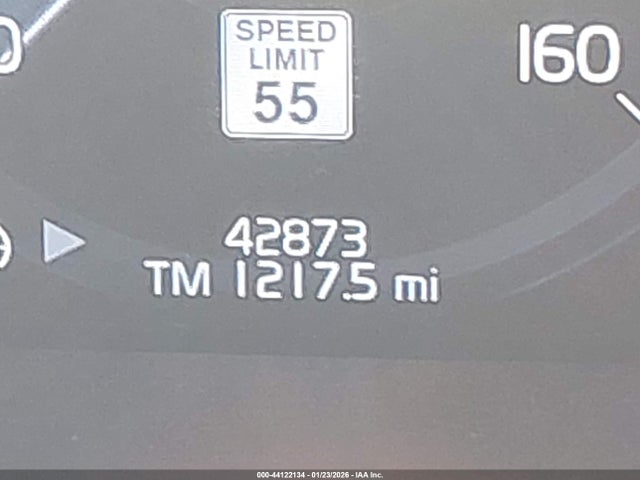 SPEED
LIMIT
55
160
42873
TM 1217.5 mi
000-44122134 - 01/23/2026 - IAA Inc.